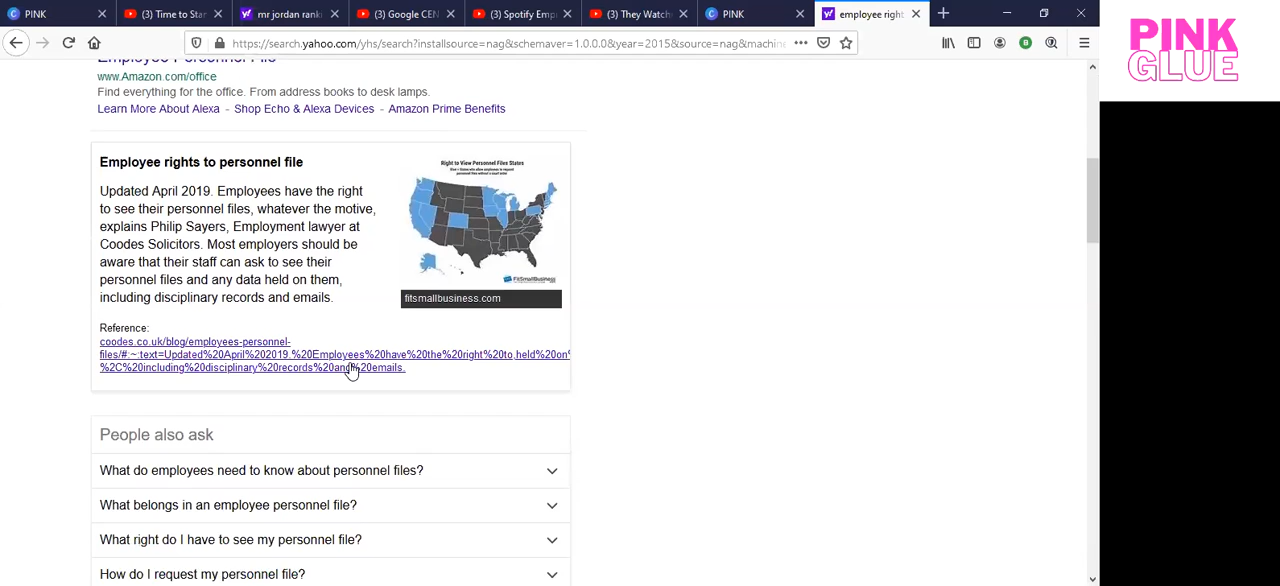 PINK
(3) Time to Star
mr jordan rank
(3) Google CEN
(3) Spotify Emp
(3) They Watch
PINK
employee righ
https://search.yahoo.com/yhs/search?installsource=nag&schemaver=1.0.0.0&year=2015&source=nag&machin
B
PINK
GLUE
Employee Personnel File
www.Amazon.com/office
Find everything for the office. From address books to desk lamps.
Learn More About Alexa - Shop Echo & Alexa Devices - Amazon Prime Benefits
Employee rights to personnel file
Updated April 2019. Employees have the right
to see their personnel files, whatever the motive,
explains Philip Sayers, Employment lawyer at
Coodes Solicitors. Most employers should be
aware that their staff can ask to see their
personnel files and any data held on them,
including disciplinary records and emails.
Right to View Personnel Files States
FitSmallBusiness
fitsmallbusiness.com
Reference:
coodes.co.uk/blog/employees-personnel-
files/#:~:text=Updated%20April%202019.%20Employees%20have%20the%20right%20to,held%20on%
%2C%20including%20disciplinary%20records%20and%20emails.
People also ask
What do employees need to know about personnel files?
What belongs in an employee personnel file?
What right do I have to see my personnel file?
How do I request my personnel file?